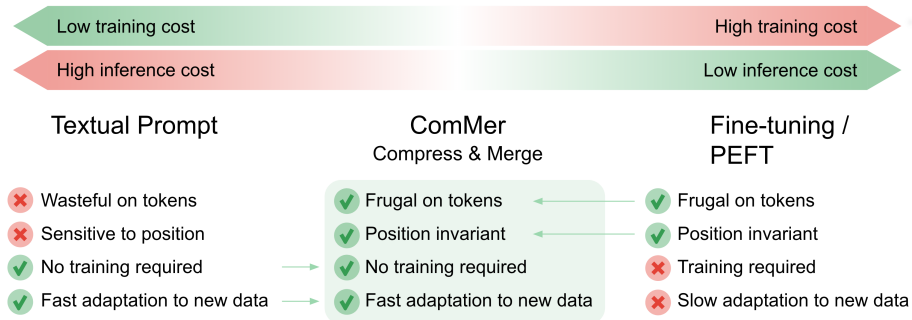 Low training cost
High training cost
High inference cost
Low inference cost
Textual Prompt
ComMer
Compress & Merge
Fine-tuning /
PEFT
Wasteful on tokens
Sensitive to position
No training required
Fast adaptation to new data
Frugal on tokens
Position invariant
No training required
Fast adaptation to new data
Frugal on tokens
Position invariant
Training required
Slow adaptation to new data